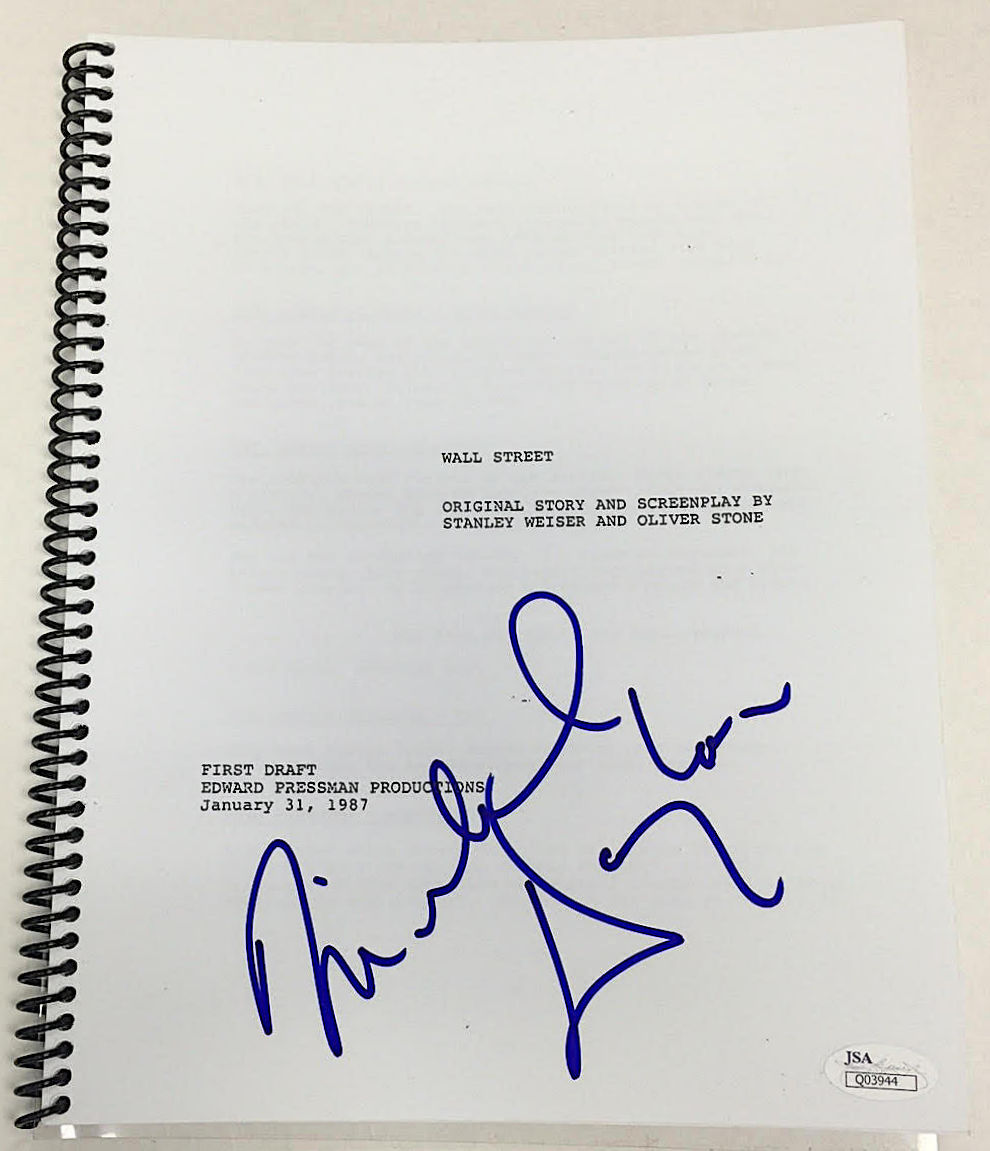 WALL STREET
ORIGINAL STORY AND SCREENPLAY BY
STANLEY WEISER AND OLIVER STONE
FIRST DRAFT
EDWARD PRESSMAN PRODUCTIONS
January 31, 1987
JSA
Q03944